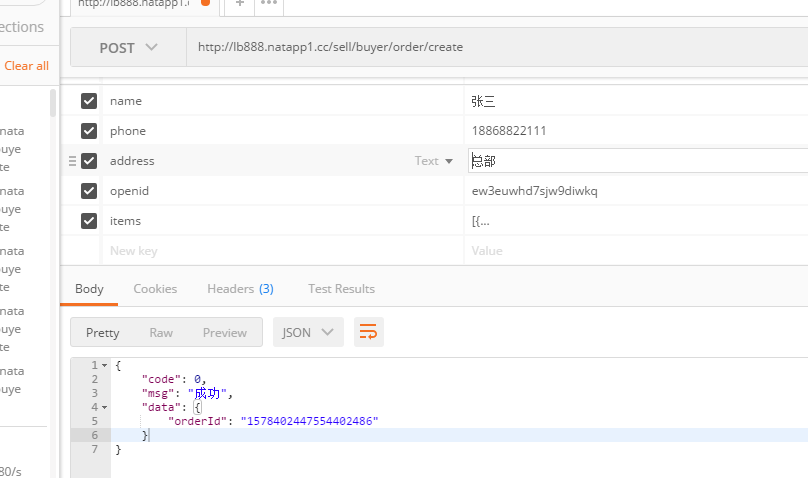 http://lb888.natapp1.c
+
•••
ections
POST
http://lb888.natapp1.cc/sell/buyer/order/create
Clear all
name 张三
phone 18868822111
address Text 总部
openid ew3euwhd7sjw9diwkq
items [{...
New key Value
nata
buye
te
nata
buye
te
nata
buye
te
nata
buye
te
nata
buye
80/s
Body Cookies Headers (3) Test Results
Pretty Raw Preview JSON
1 {
2 "code": 0,
3 "msg": "成功",
4 "data": {
5 "orderId": "1578402447554402486"
6 }
7 }